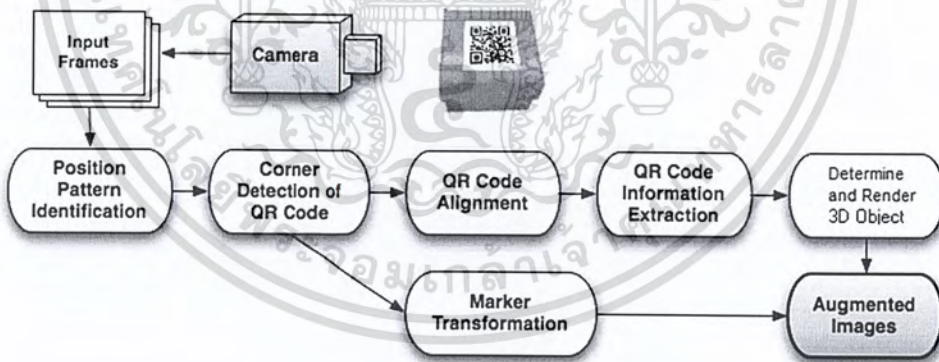 Input
Frames
Camera
Position
Pattern
Identification
Corner
Detection of
QR Code
QR Code
Alignment
QR Code
Information
Extraction
Determine
and Render
3D Object
Marker
Transformation
Augmented
Images